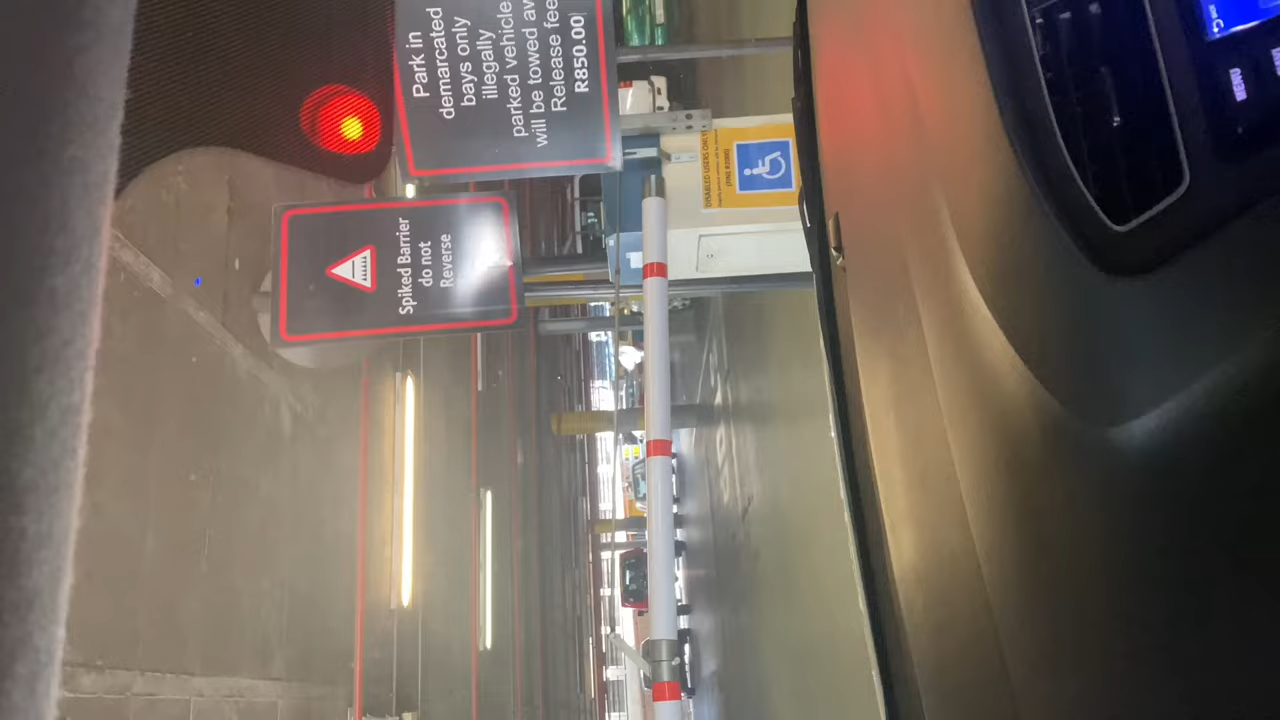 Park in
demarcated
bays only
illegally
parked vehicle
will be towed
Release fee
R850.00
Spiked Barrier
do not
Reverse
DISABLED USERS ONLY
MENU